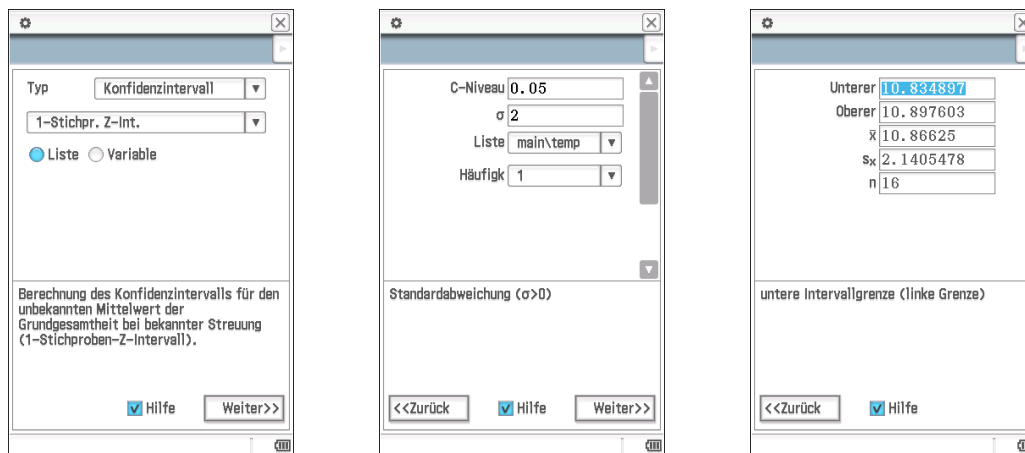 Typ Konfidenzintervall
1-Stichpr. Z-Int.
Liste Variable
Berechnung des Konfidenzintervalls für den
unbekannten Mittelwert der
Grundgesamtheit bei bekannter Streuung
(1-Stichproben-Z-Intervall).
Hilfe Weiter>>
C-Niveau 0.05
σ 2
Liste main\temp
Häufigk 1
Standardabweichung (σ>0)
<<Zurück Hilfe Weiter>>
Unterer 10.834897
Oberer 10.897603
x̄ 10.86625
sx 2.1405478
n 16
untere Intervallgrenze (linke Grenze)
<<Zurück Hilfe